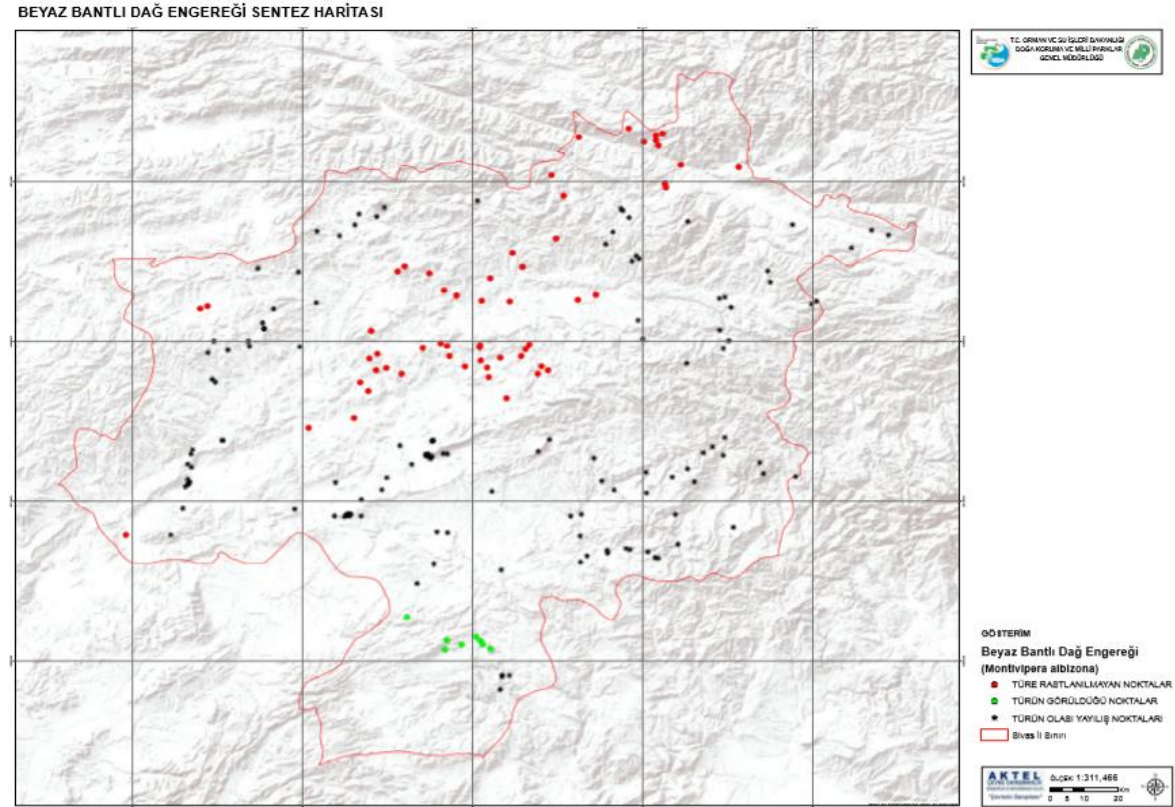 BEYAZ BANTLI DAĞ ENGEREĞİ SENTEZ HARİTASI
T.C. ORMAN VE SU İŞLERİ BAKANLIĞI
DOĞA KORUMA VE MİLLİ PARKLAR
GENEL MÜDÜRLÜĞÜ
GÖSTERİM
Beyaz Bantlı Dağ Engereği
(Montivipera albizona)
TÜRE RASTLANILMAYAN NOKTALAR
TÜRÜN GÖRÜLDÜĞÜ NOKTALAR
TÜRÜN OLASI YAYILIŞ NOKTALARI
Sivas İl Sınırı
AKTEL
ÖLÇEK 1:311,466
Km
0 5 10 20